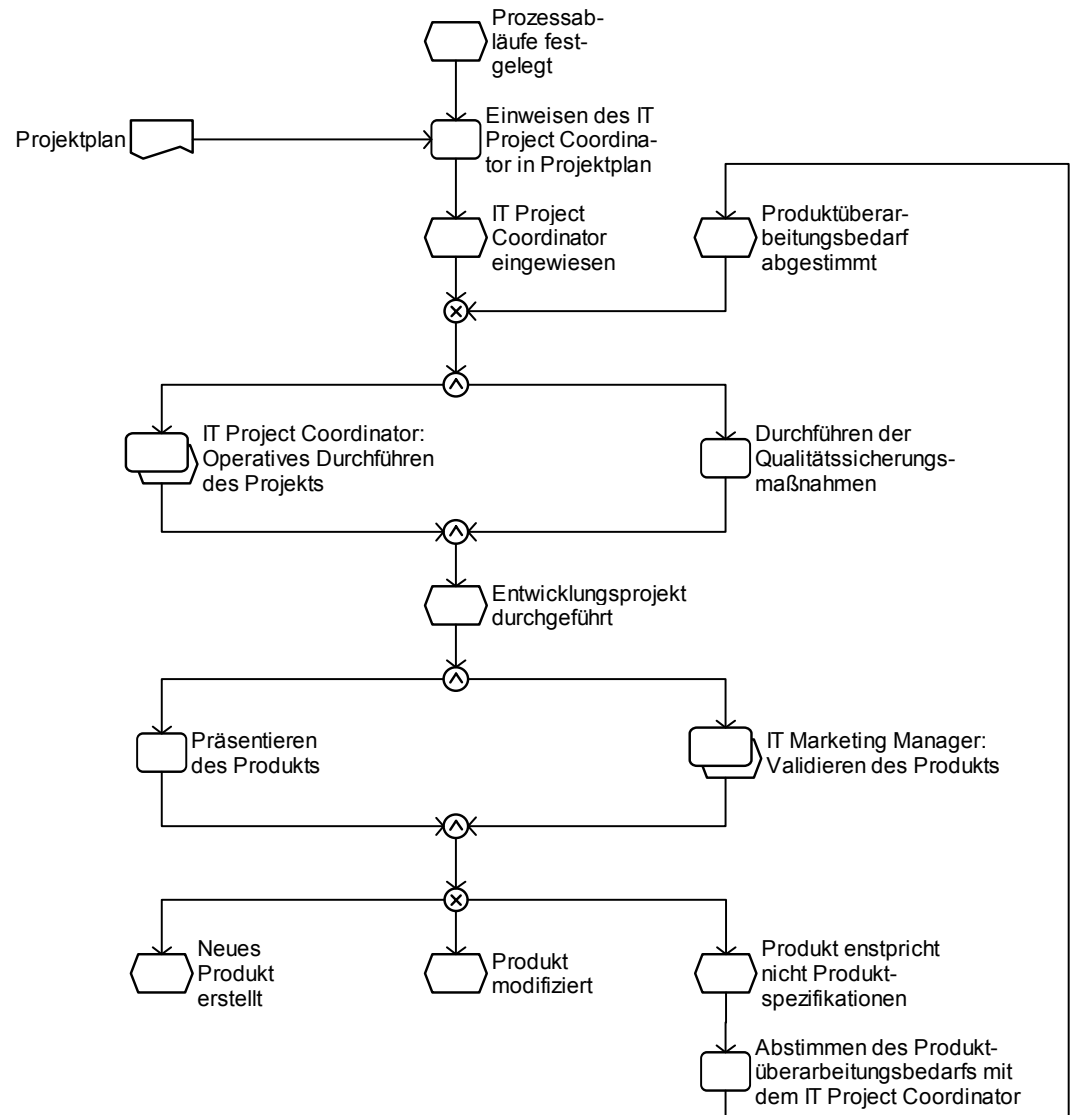 Prozessab-
läufe fest-
gelegt
Projektplan
Einweisen des IT
Project Coordina-
tor in Projektplan
IT Project
Coordinator
eingewiesen
Produktüberar-
beitungsbedarf
abgestimmt
IT Project Coordinator:
Operatives Durchführen
des Projekts
Durchführen der
Qualitätssicherungs-
maßnahmen
Entwicklungsprojekt
durchgeführt
Präsentieren
des Produkts
IT Marketing Manager:
Validieren des Produkts
Neues
Produkt
erstellt
Produkt
modifiziert
Produkt enstpricht
nicht Produkt-
spezifikationen
Abstimmen des Produkt-
überarbeitungsbedarfs mit
dem IT Project Coordinator